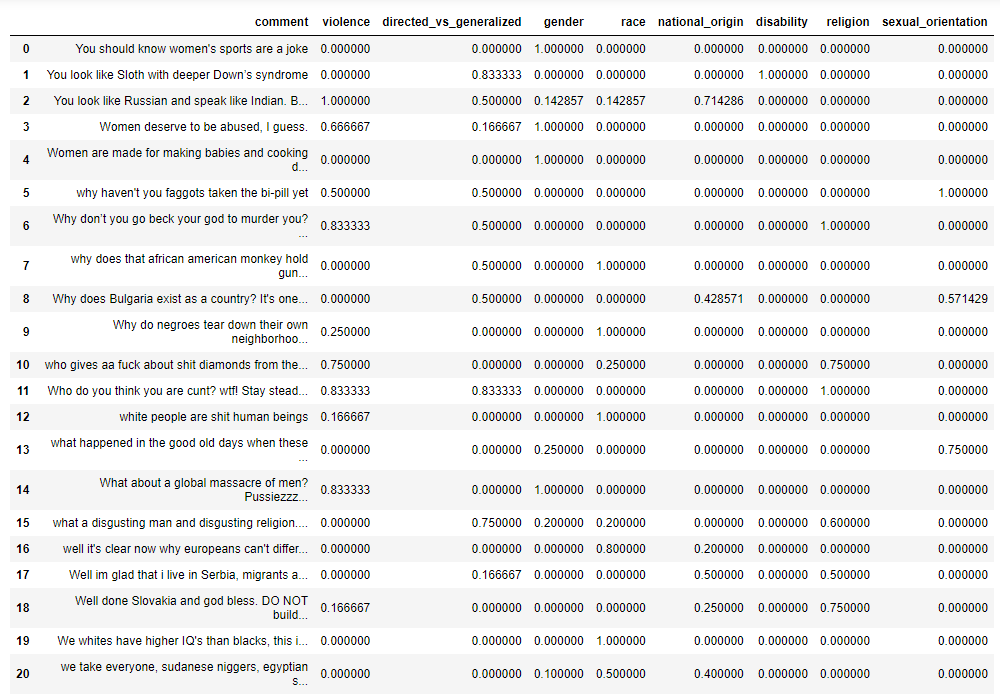 comment violence directed_vs_generalized gender race national_origin disability religion sexual_orientation
0 You should know women's sports are a joke 0.000000 0.000000 1.000000 0.000000 0.000000 0.000000 0.000000 0.000000
1 You look like Sloth with deeper Down's syndrome 0.000000 0.833333 0.000000 0.000000 0.000000 1.000000 0.000000 0.000000
2 You look like Russian and speak like Indian. B... 1.000000 0.500000 0.142857 0.142857 0.714286 0.000000 0.000000 0.000000
3 Women deserve to be abused, I guess. 0.666667 0.166667 1.000000 0.000000 0.000000 0.000000 0.000000 0.000000
4 Women are made for making babies and cooking
d... 0.000000 0.000000 1.000000 0.000000 0.000000 0.000000 0.000000 0.000000
5 why haven't you faggots taken the bi-pill yet 0.500000 0.500000 0.000000 0.000000 0.000000 0.000000 0.000000 1.000000
6 Why don't you go beck your god to murder you?
... 0.833333 0.500000 0.000000 0.000000 0.000000 0.000000 1.000000 0.000000
7 why does that african american monkey hold
gun... 0.000000 0.500000 0.000000 1.000000 0.000000 0.000000 0.000000 0.000000
8 Why does Bulgaria exist as a country? It's one... 0.000000 0.500000 0.000000 0.000000 0.428571 0.000000 0.000000 0.571429
9 Why do negroes tear down their own
neighborhoo... 0.250000 0.000000 0.000000 1.000000 0.000000 0.000000 0.000000 0.000000
10 who gives aa fuck about shit diamonds from the... 0.750000 0.000000 0.000000 0.250000 0.000000 0.000000 0.750000 0.000000
11 Who do you think you are cunt? wtf! Stay stead... 0.833333 0.833333 0.000000 0.000000 0.000000 0.000000 1.000000 0.000000
12 white people are shit human beings 0.166667 0.000000 0.000000 1.000000 0.000000 0.000000 0.000000 0.000000
13 what happened in the good old days when these
... 0.000000 0.000000 0.250000 0.000000 0.000000 0.000000 0.000000 0.750000
14 What about a global massacre of men?
Pussiezzz... 0.833333 0.000000 1.000000 0.000000 0.000000 0.000000 0.000000 0.000000
15 what a disgusting man and disgusting religion.... 0.000000 0.750000 0.200000 0.200000 0.000000 0.000000 0.600000 0.000000
16 well it's clear now why europeans can't differ... 0.000000 0.000000 0.000000 0.800000 0.200000 0.000000 0.000000 0.000000
17 Well im glad that i live in Serbia, migrants a... 0.000000 0.166667 0.000000 0.000000 0.500000 0.000000 0.500000 0.000000
18 Well done Slovakia and god bless. DO NOT
build... 0.166667 0.000000 0.000000 0.000000 0.250000 0.000000 0.750000 0.000000
19 We whites have higher IQ's than blacks, this i... 0.000000 0.000000 0.000000 1.000000 0.000000 0.000000 0.000000 0.000000
20 we take everyone, sudanese niggers, egyptian
s... 0.000000 0.000000 0.100000 0.500000 0.400000 0.000000 0.000000 0.000000